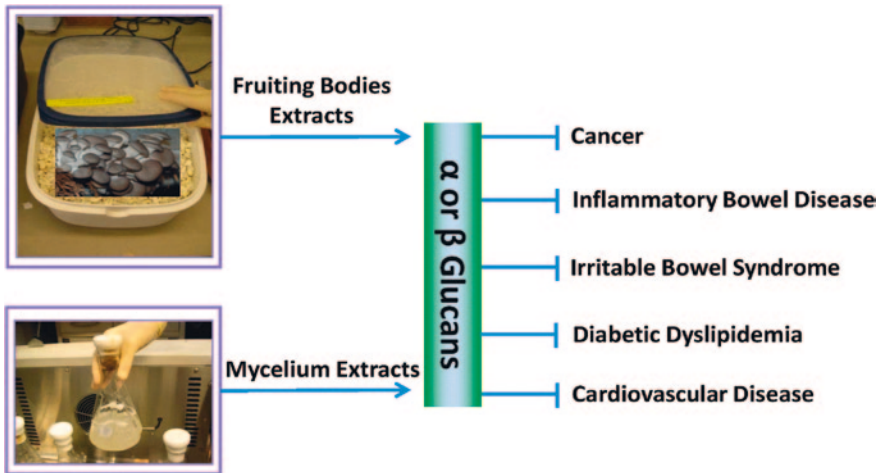 Fruiting Bodies
Extracts
Mycelium Extracts
α or β Glucans
Cancer
Inflammatory Bowel Disease
Irritable Bowel Syndrome
Diabetic Dyslipidemia
Cardiovascular Disease